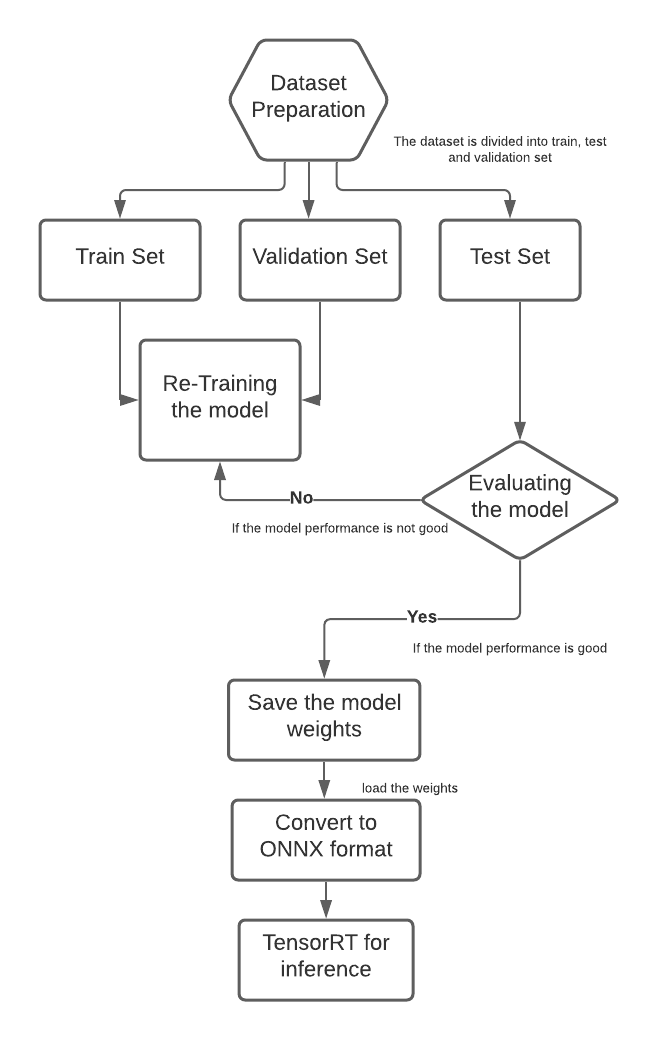 Dataset
Preparation
The dataset is divided into train, test
and validation set
Train Set
Validation Set
Test Set
Re-Training
the model
Evaluating
the model
No
If the model performance is not good
Yes
If the model performance is good
Save the model
weights
load the weights
Convert to
ONNX format
TensorRT for
inference